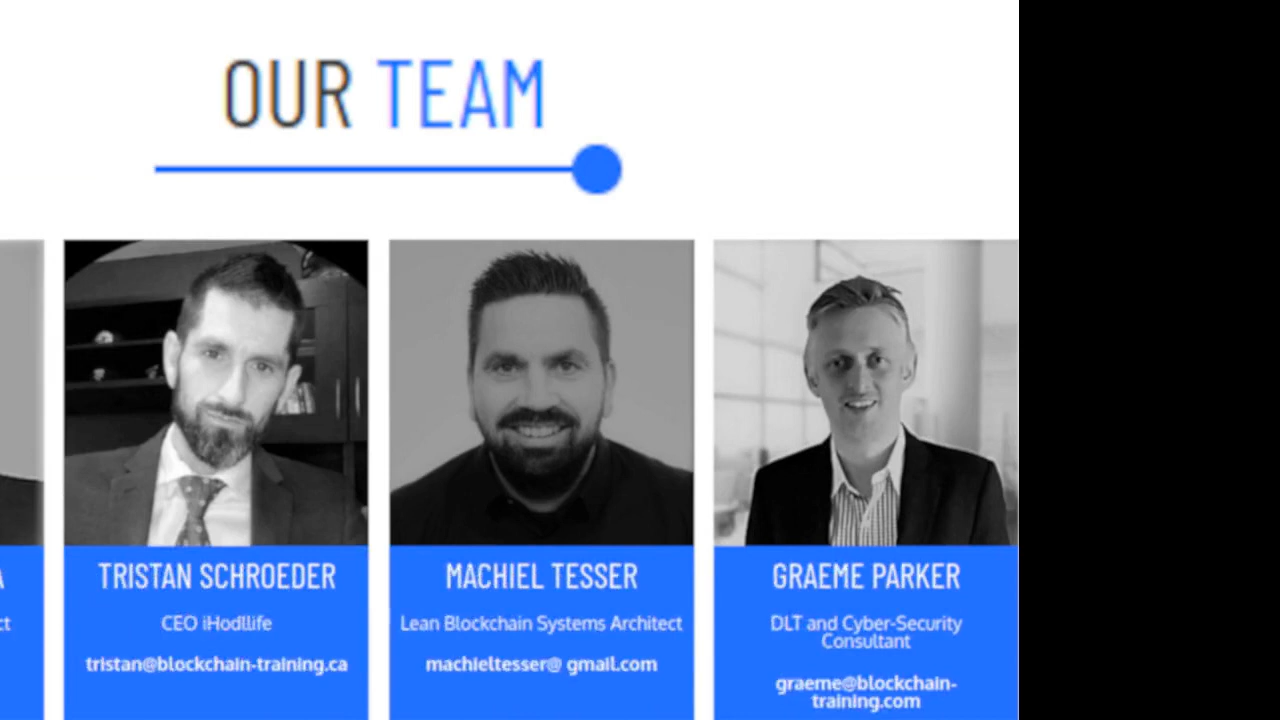 OUR TEAM
TRISTAN SCHROEDER
CEO iHodllife
tristan@blockchain-training.ca
MACHIEL TESSER
Lean Blockchain Systems Architect
machieltesser@ gmail.com
GRAEME PARKER
DLT and Cyber-Security
Consultant
graeme@blockchain-
training.com